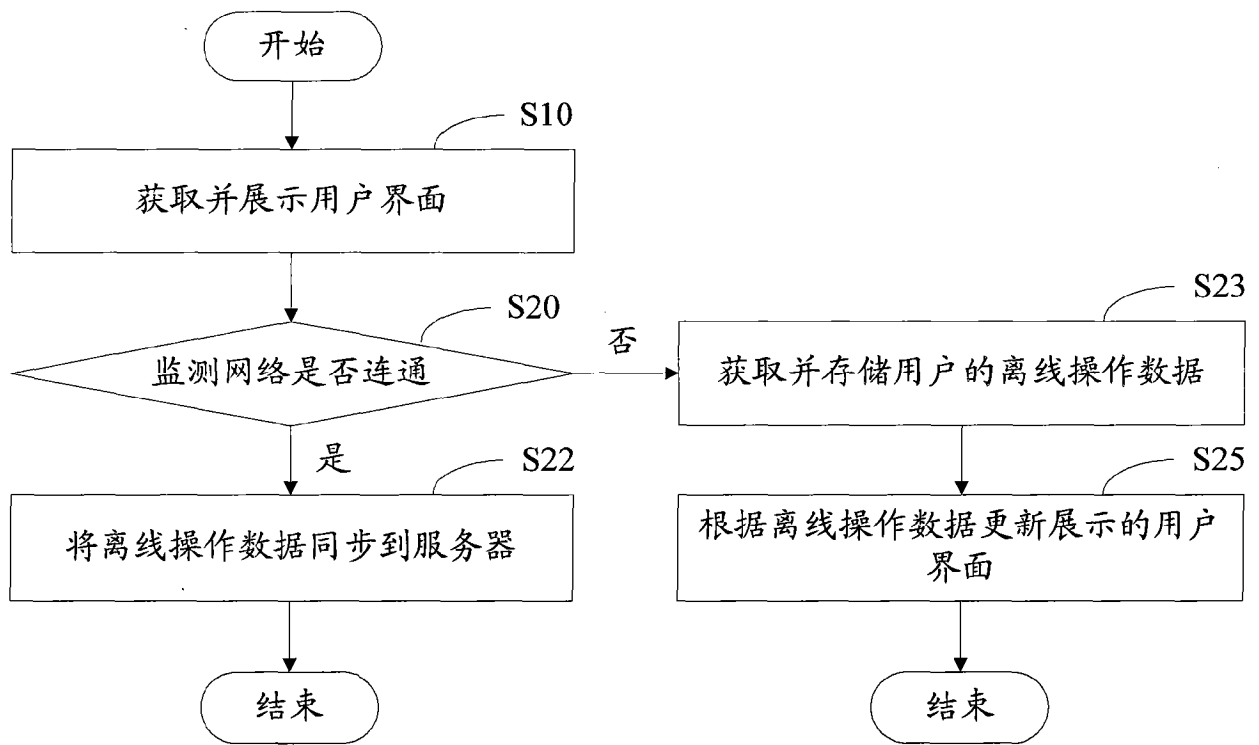 开始
S10
获取并展示用户界面
S20
监测网络是否连通
否
S23
获取并存储用户的离线操作数据
是
S22
将离线操作数据同步到服务器
S25
根据离线操作数据更新展示的用户
界面
结束
结束